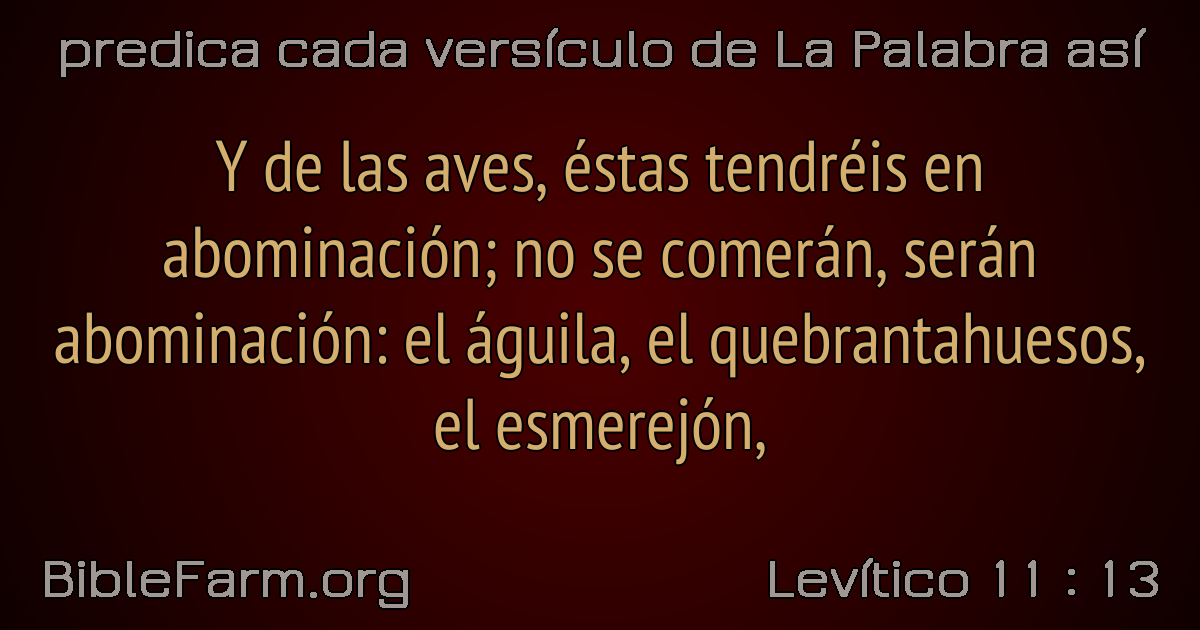 predica cada versículo de La Palabra así
Y de las aves, éstas tendréis en
abominación; no se comerán, serán
abominación: el águila, el quebrantahuesos,
el esmerejón,
BibleFarm.org
Levítico 11 : 13